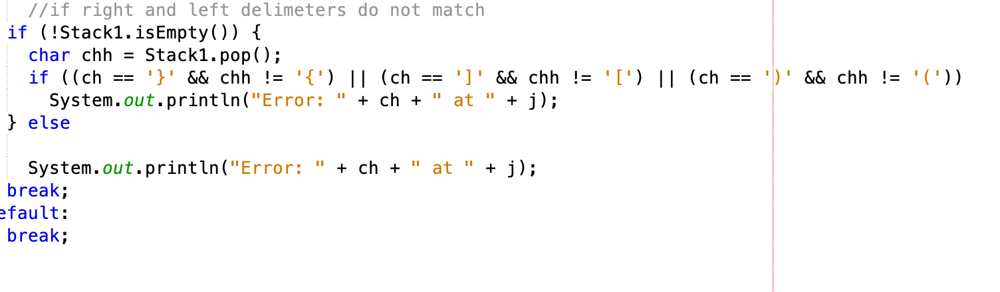 //if right and left delimeters do not match
if (!Stack1.isEmpty()) {
char chh = Stack1.pop();
if ((ch == '}' && chh != '{') || (ch == ']' && chh != '[') || (ch == ')' && chh != '('))
System.out.println("Error: " + ch + " at " + j);
} else
System.out.println("Error: " + ch + " at " + j);
break;
efault:
break;